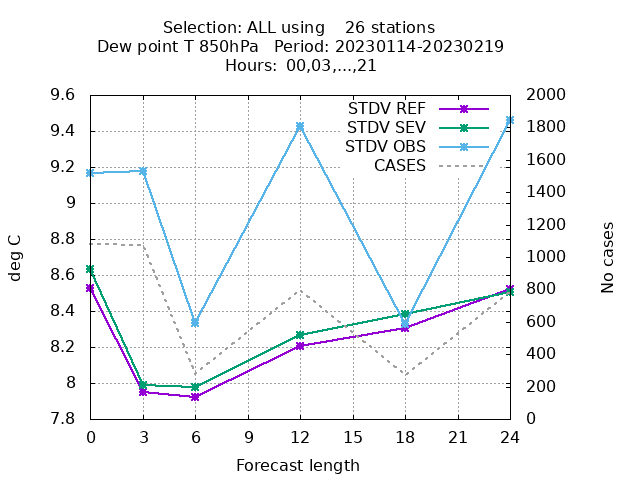 Selection: ALL using    26 stations
Dew point T 850hPa   Period: 20230114-20230219
Hours: 00,03,...,21
STDV REF
STDV SEV
STDV OBS
CASES
deg C
9.6
9.4
9.2
9
8.8
8.6
8.4
8.2
8
7.8
2000
1800
1600
1400
1200
1000
800
600
400
200
0
No cases
0 3 6 9 12 15 18 21 24
Forecast length